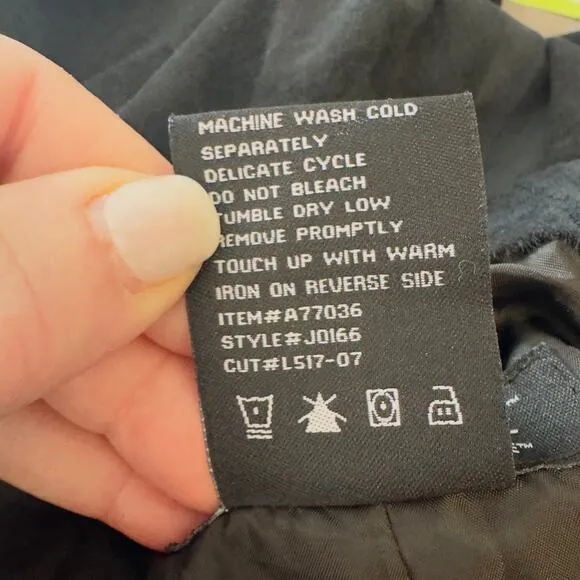 MACHINE WASH COLD
SEPARATELY
DELICATE CYCLE
DO NOT BLEACH
TUMBLE DRY LOW
REMOVE PROMPTLY
TOUCH UP WITH WARM
IRON ON REVERSE SIDE
ITEM#A77036
STYLE#J0166
CUT#L517-07